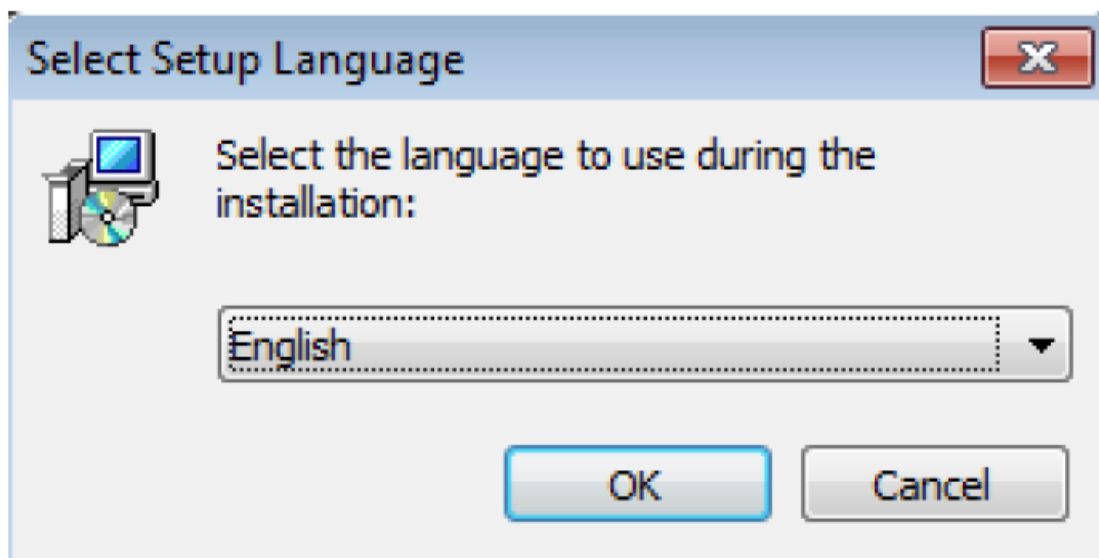 Select Setup Language
Select the language to use during the
installation:
English
OK
Cancel